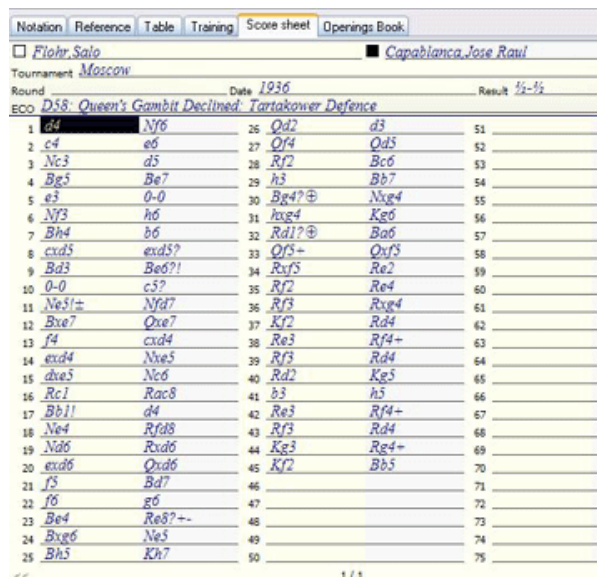 Notation Reference Table Training Score sheet Openings Book
Flohr,Salo Capablanca,Jose Raul
Tournament Moscow
Round Date 1936 Result ½-½
ECO D58: Queen's Gambit Declined: Tartakower Defence
1 d4 Nf6 26 Qd2 d3 51
2 c4 e6 27 Qf4 Qd5 52
3 Nc3 d5 28 Rf2 Bc6 53
4 Bg5 Be7 29 h3 Bb7 54
5 e3 0-0 30 Bg4?⊕ Nxg4 55
6 Nf3 h6 31 hxg4 Kg6 56
7 Bh4 b6 32 Rd1?⊕ Ba6 57
8 cxd5 exd5? 33 Qf5+ Qxf5 58
9 Bd3 Be6?! 34 Rxf5 Re2 59
10 0-0 c5? 35 Rf2 Re4 60
11 Ne5!± Nfd7 36 Rf3 Rxg4 61
12 Bxe7 Qxe7 37 Kf2 Rd4 62
13 f4 cxd4 38 Re3 Rf4+ 63
14 exd4 Nxe5 39 Rf3 Rd4 64
15 dxe5 Nc6 40 Rd2 Kg5 65
16 Rc1 Rac8 41 b3 h5 66
17 Bb1! d4 42 Re3 Rf4+ 67
18 Ne4 Rfd8 43 Rf3 Rd4 68
19 Nd6 Rxd6 44 Kg3 Rg4+ 69
20 exd6 Qxd6 45 Kf2 Bb5 70
21 f5 Bd7 46 71
22 f6 g6 47 72
23 Be4 Re8?+- 48 73
24 Bxg6 Ne5 49 74
25 Bh5 Kh7 50 75
<< 1/1